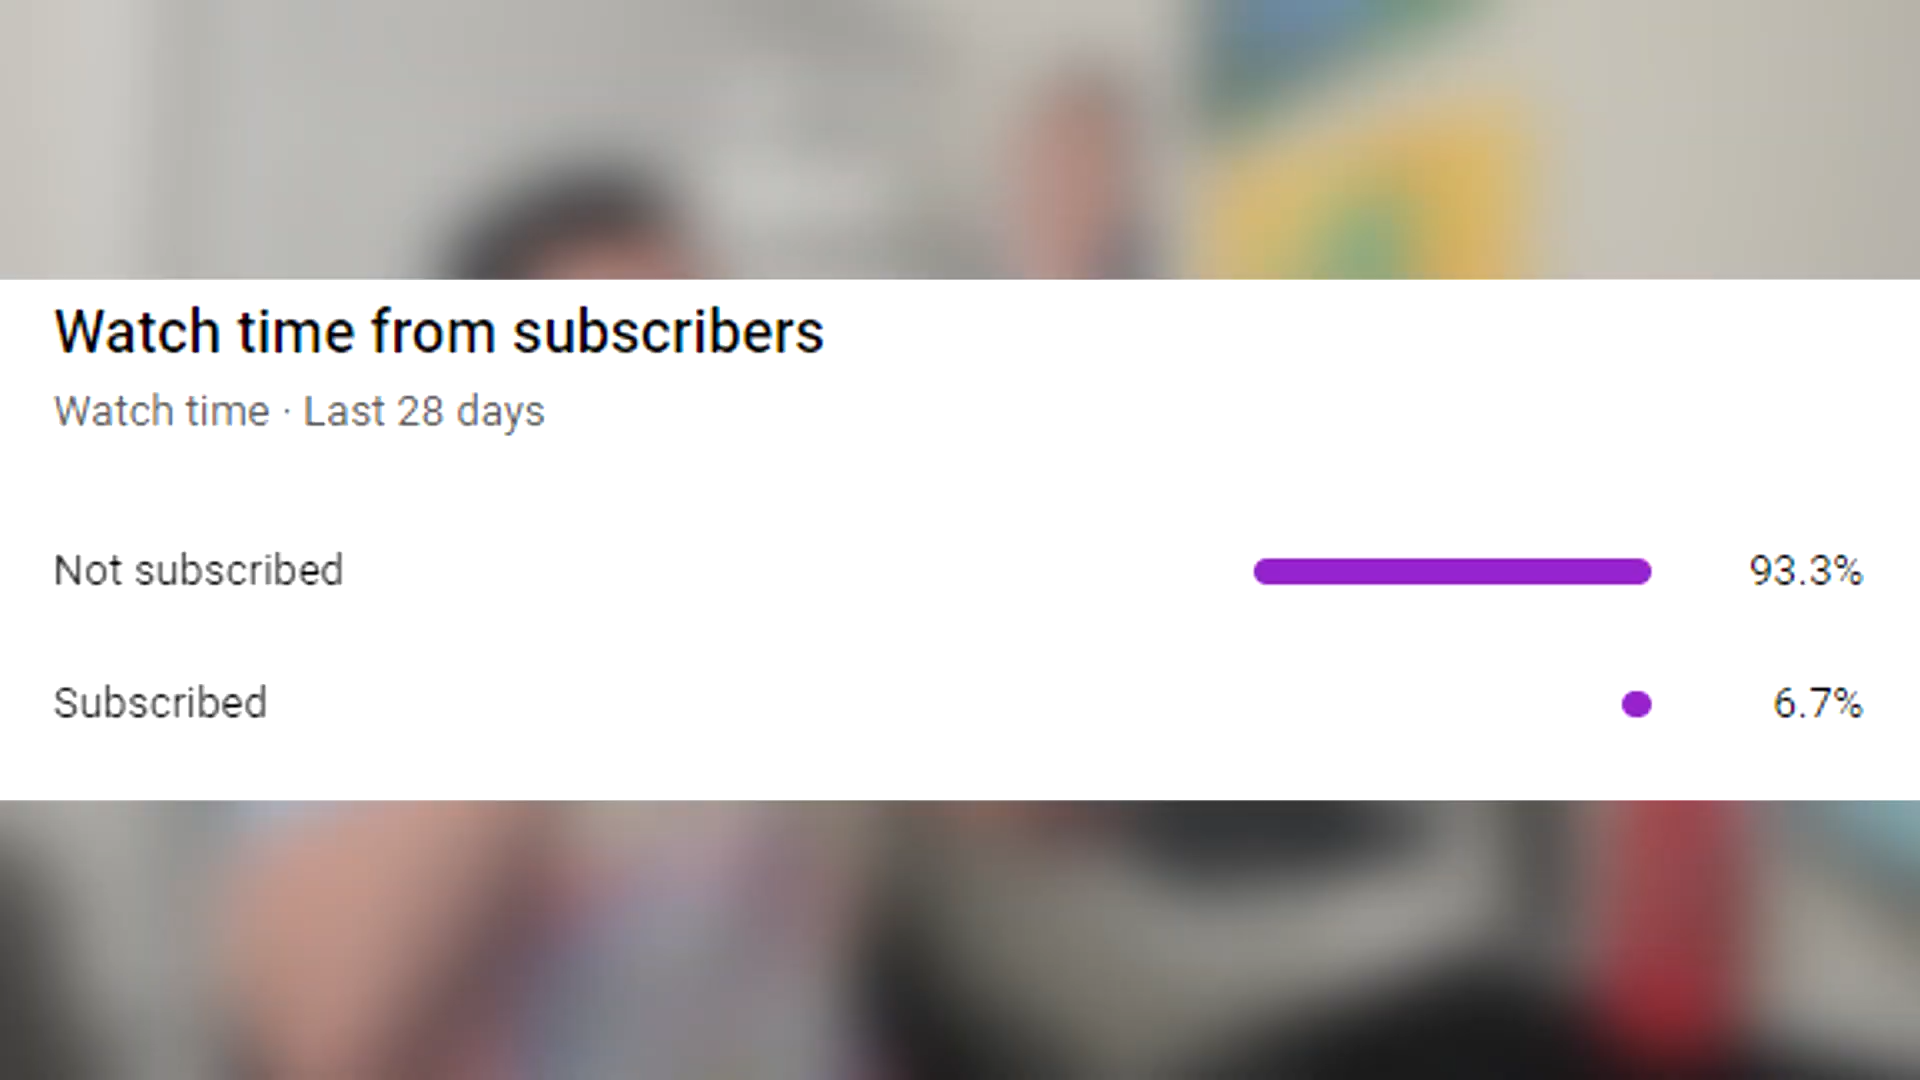 Watch time from subscribers
Watch time · Last 28 days
Not subscribed 93.3%
Subscribed 6.7%